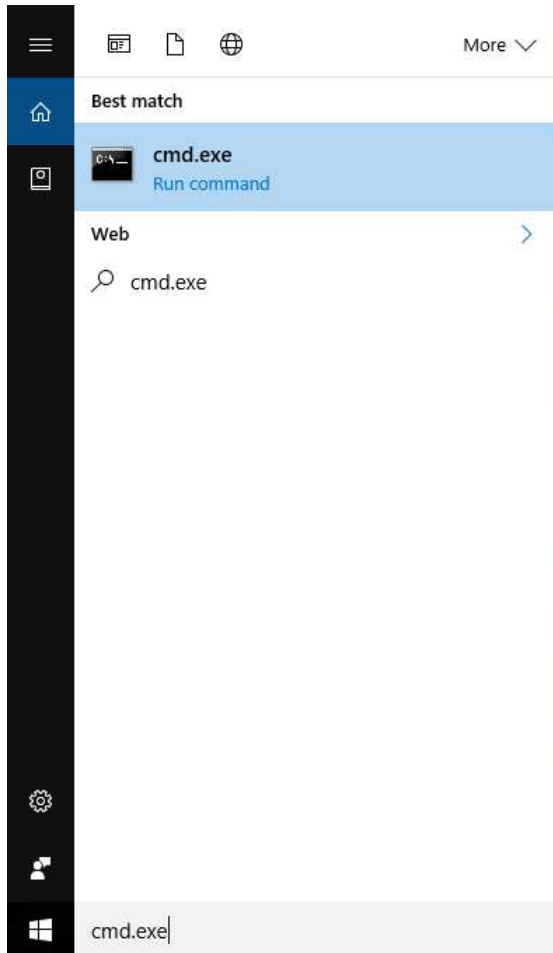 More
Best match
C:\_
cmd.exe
Run command
Web
cmd.exe
cmd.exe